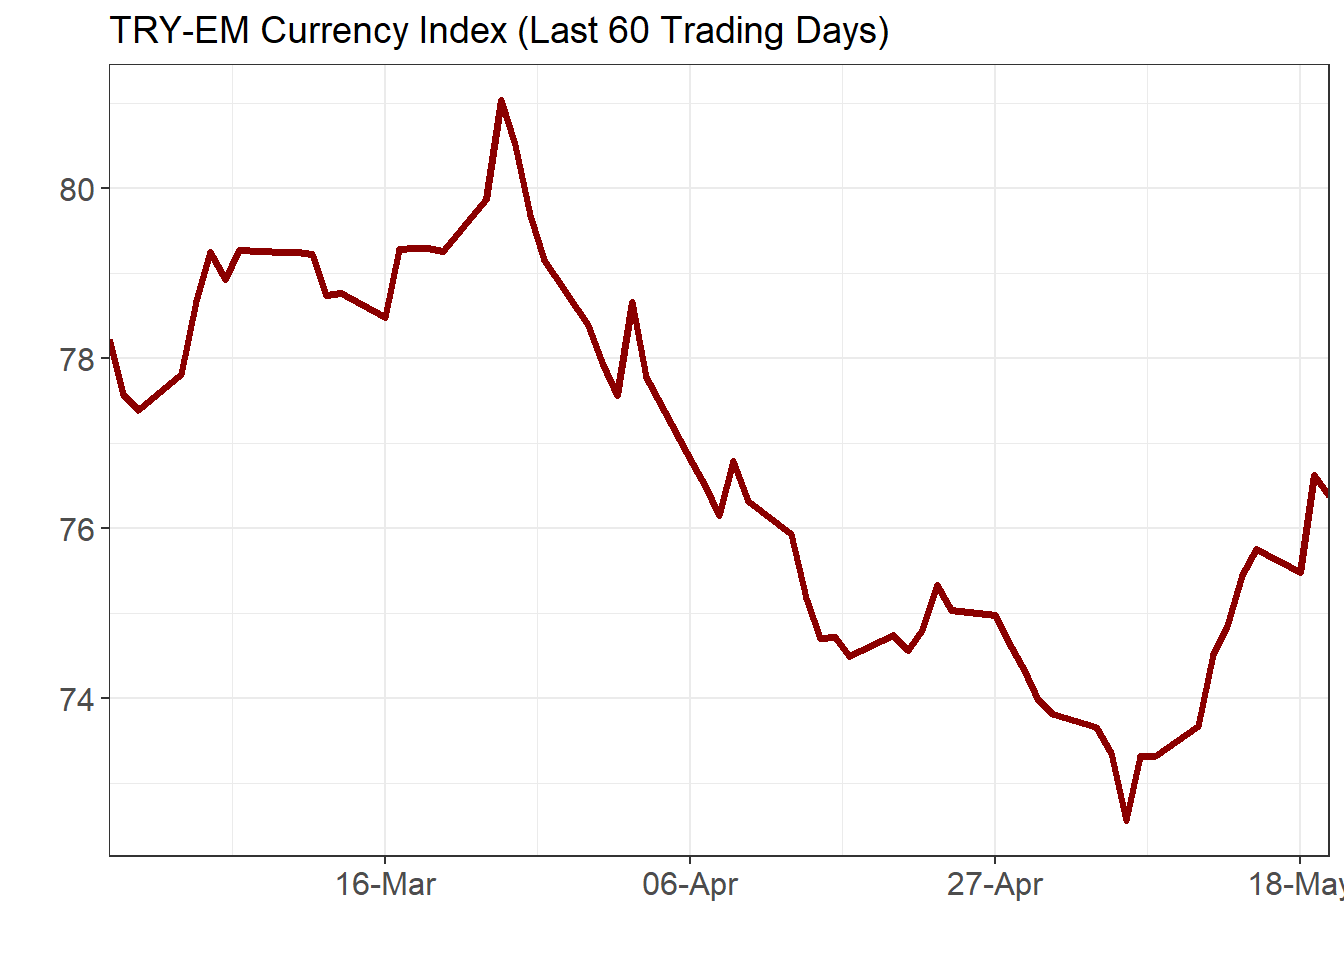 TRY-EM Currency Index (Last 60 Trading Days)
80
78
76
74
16-Mar
06-Apr
27-Apr
18-May